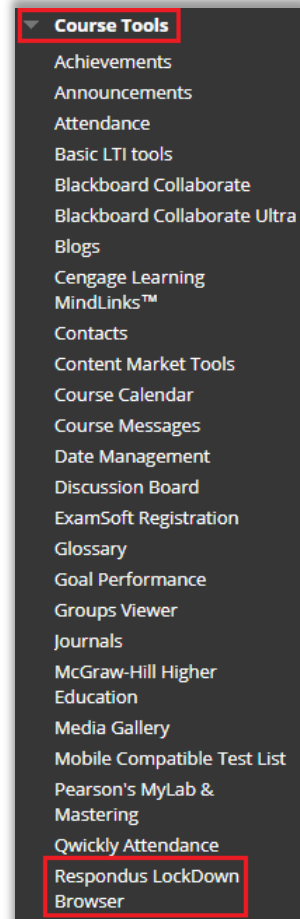 Course Tools
Achievements
Announcements
Attendance
Basic LTI tools
Blackboard Collaborate
Blackboard Collaborate Ultra
Blogs
Cengage Learning
MindLinks™
Contacts
Content Market Tools
Course Calendar
Course Messages
Date Management
Discussion Board
ExamSoft Registration
Glossary
Goal Performance
Groups Viewer
Journals
McGraw-Hill Higher
Education
Media Gallery
Mobile Compatible Test List
Pearson's MyLab &
Mastering
Qwickly Attendance
Respondus LockDown
Browser